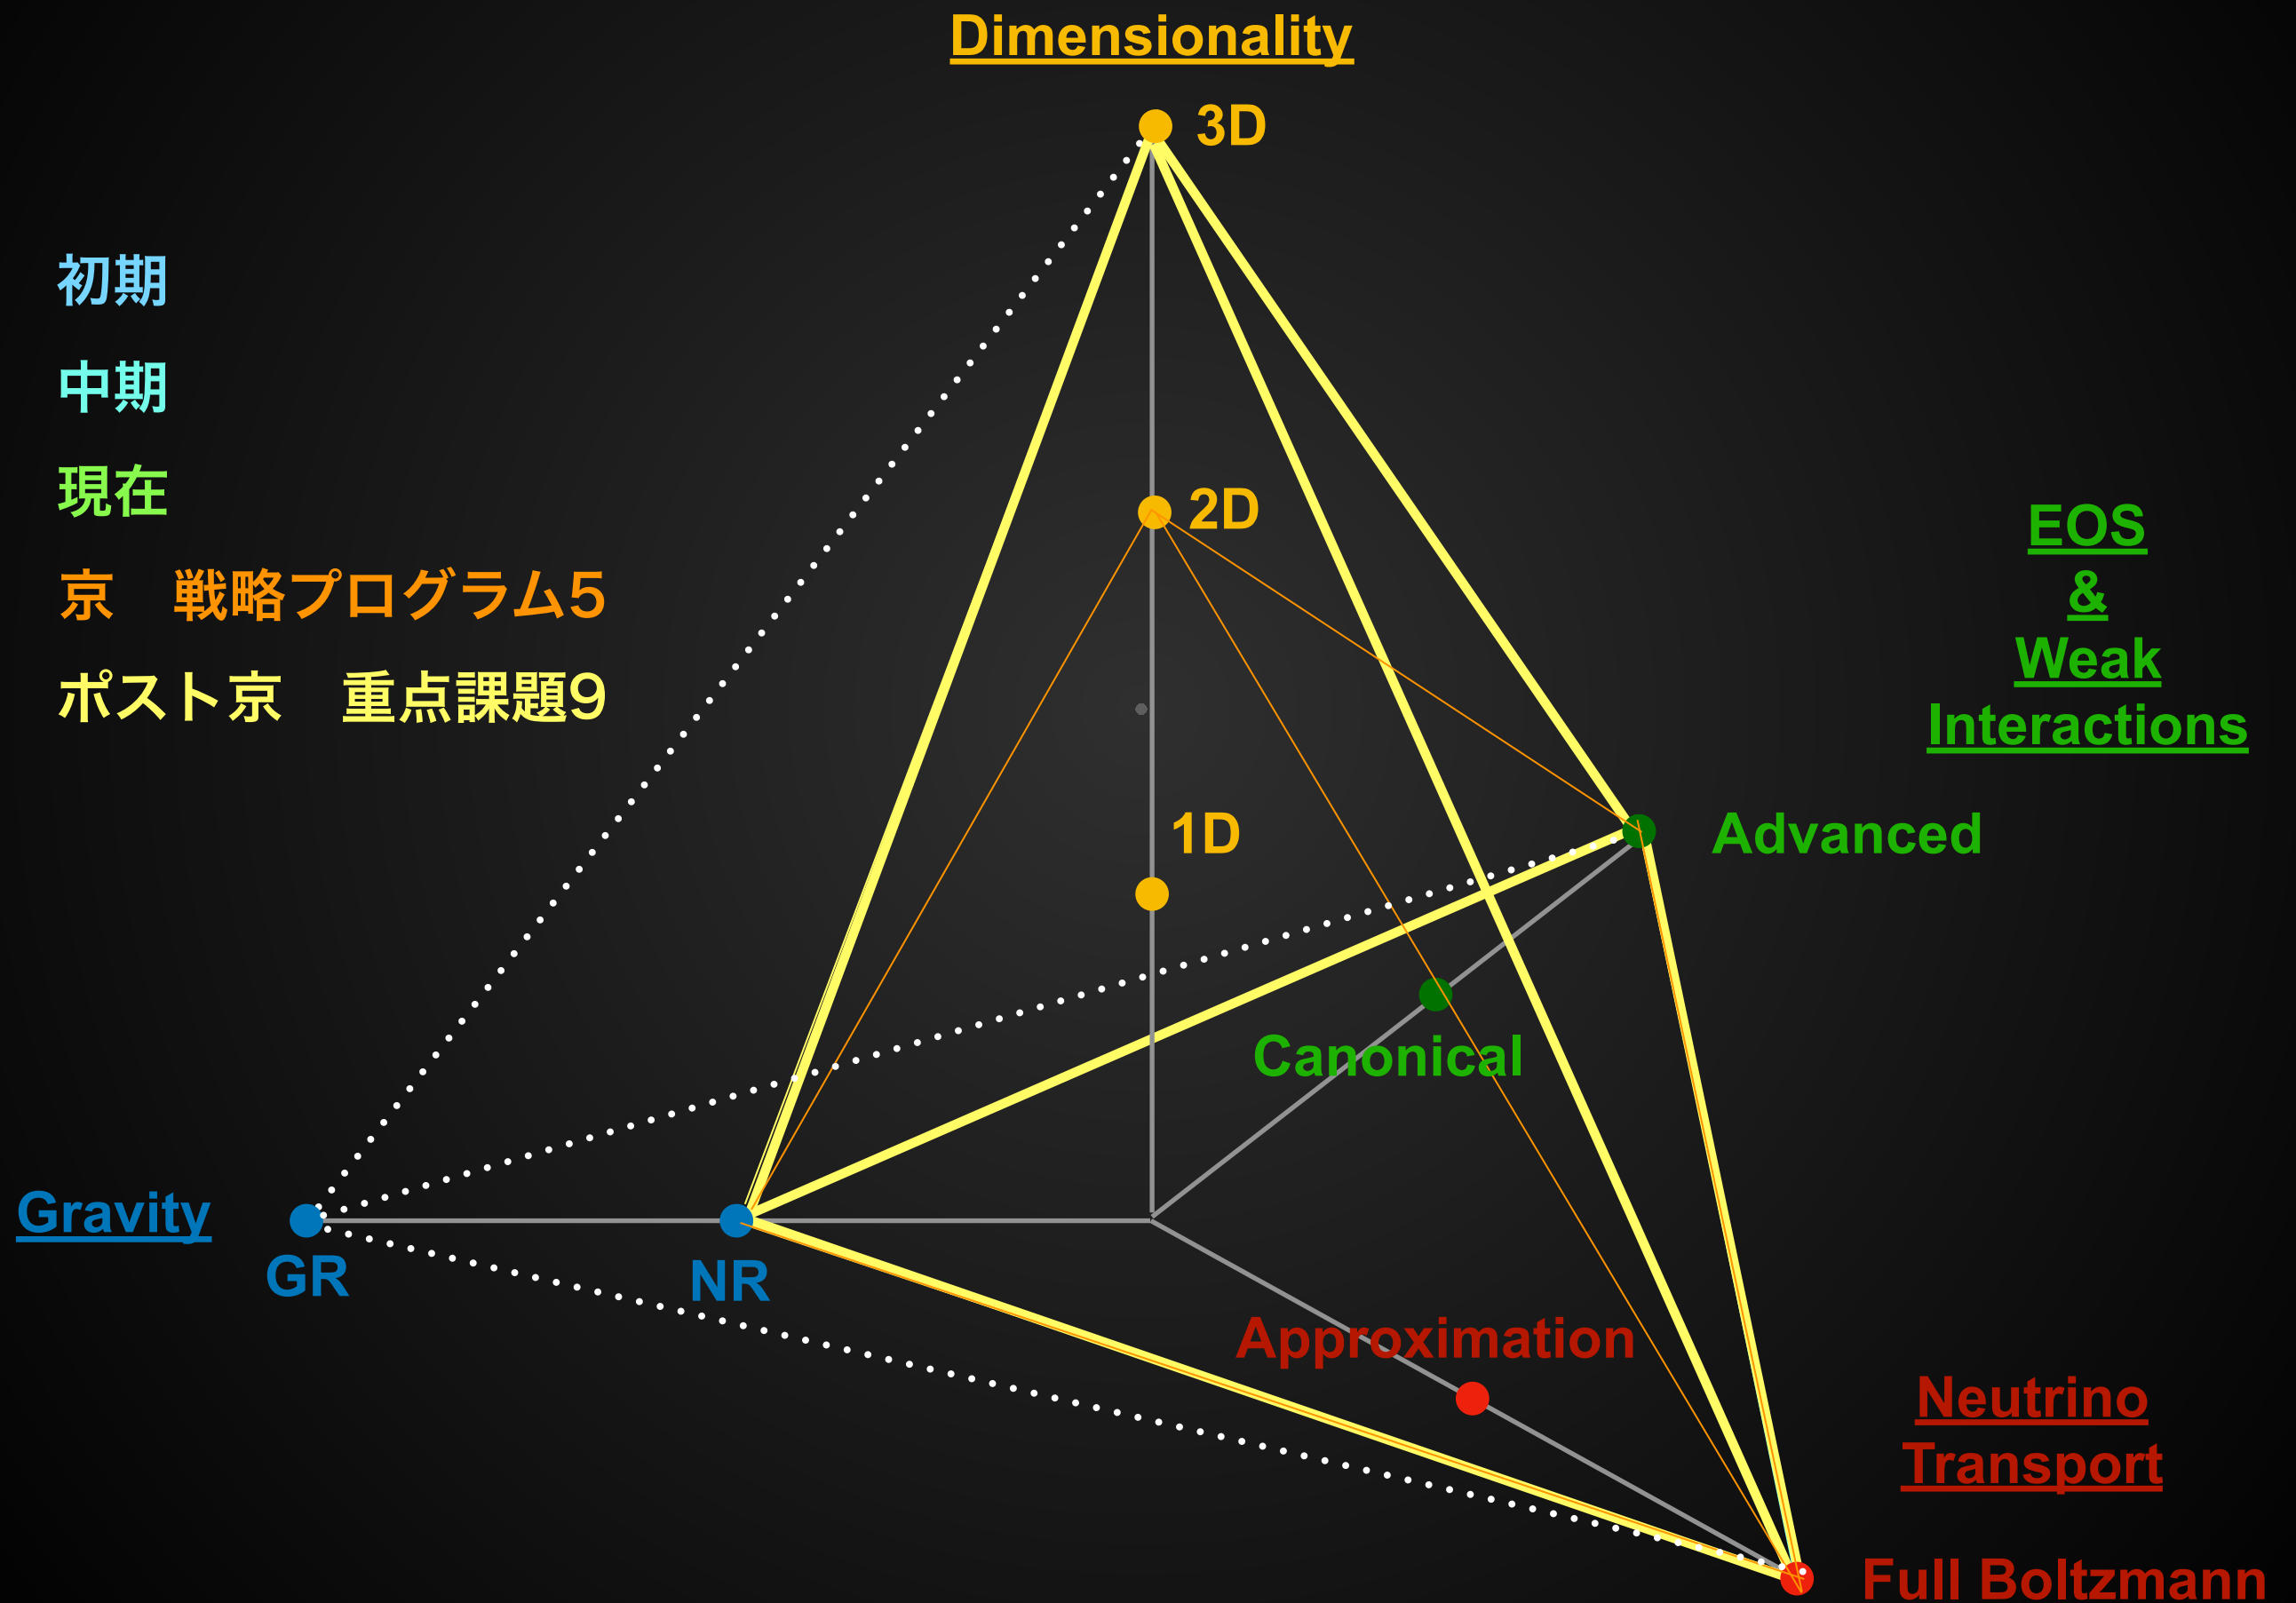 Dimensionality
3D
初期
中期
現在
京　戦略プログラム5
ポスト京　重点課題9
2D
EOS
&
Weak
Interactions
1D
Advanced
Canonical
Gravity
GR
NR
Approximation
Neutrino
Transport
Full Boltzmann